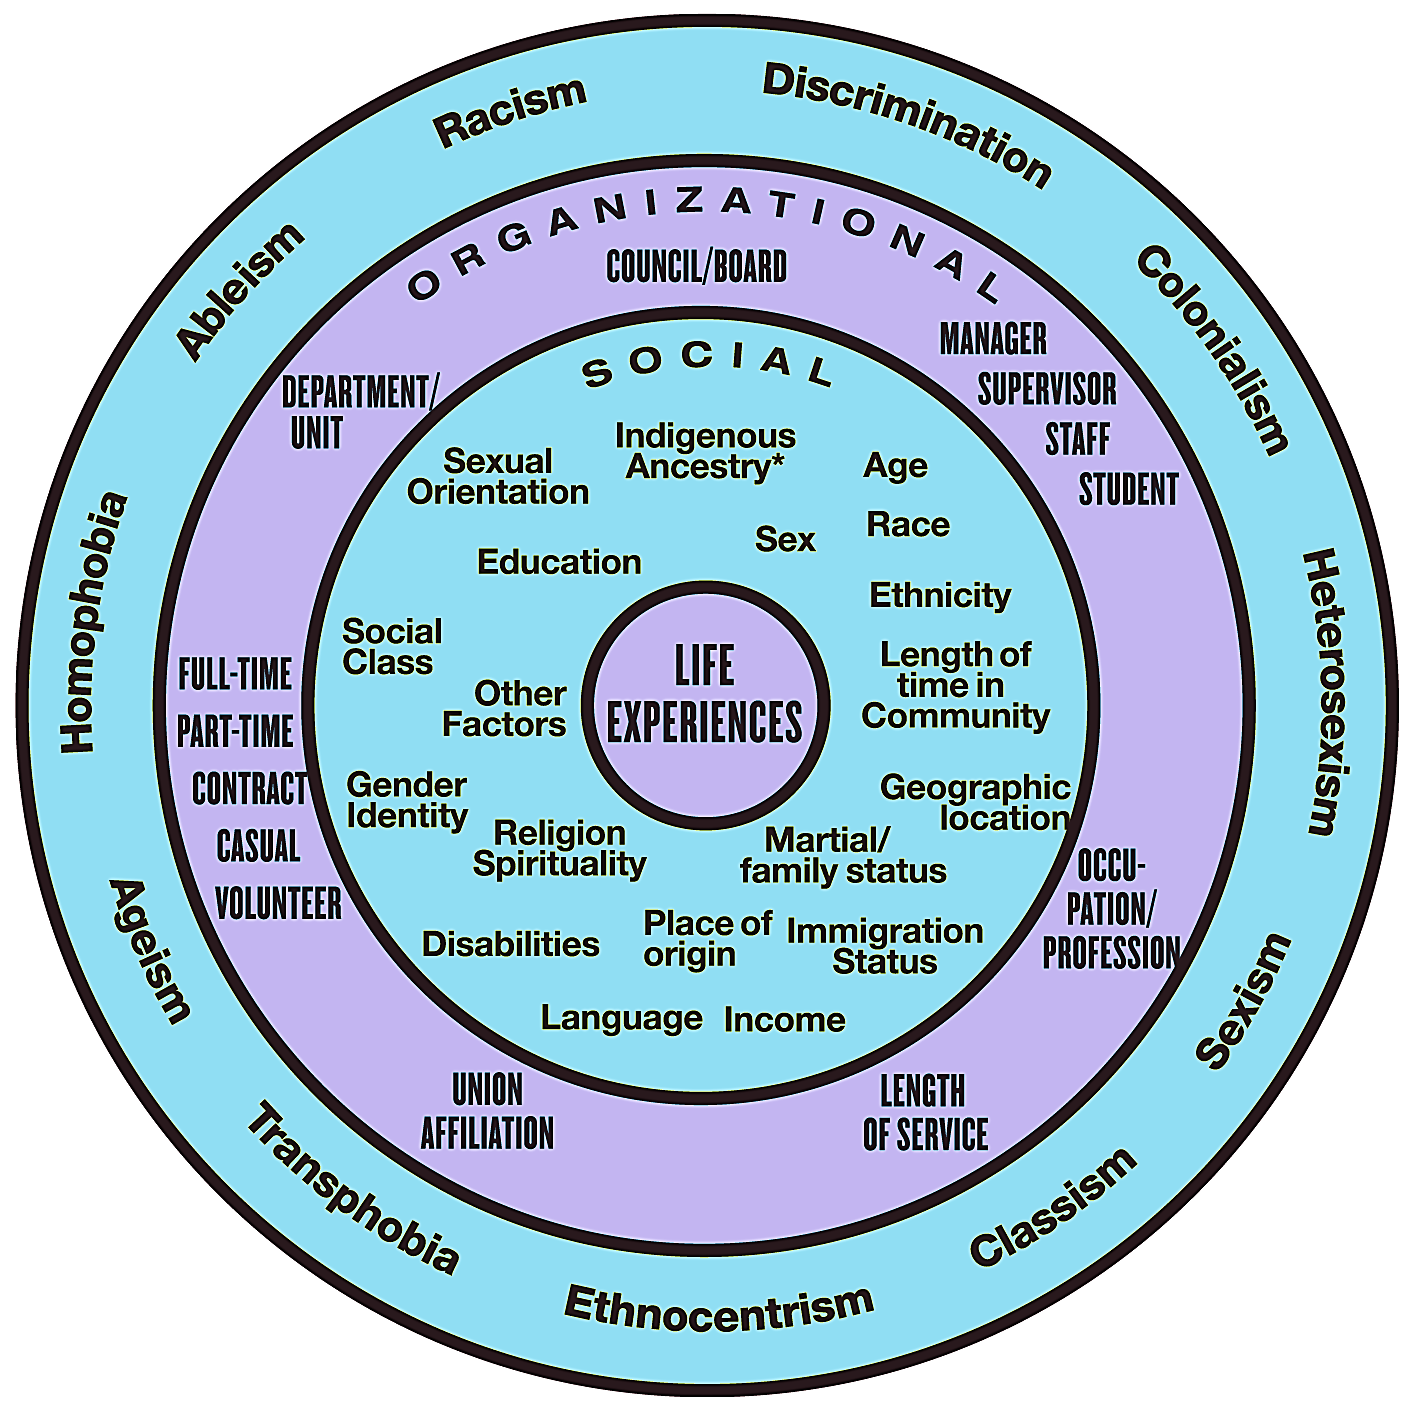 Racism
Discrimination
Colonialism
Heterosexism
Sexism
Classism
Ethnocentrism
Transphobia
Ageism
Homophobia
Ableism
ORGANIZATIONAL
COUNCIL/BOARD
MANAGER
SUPERVISOR
STAFF
STUDENT
OCCU-
PATION/
PROFESSION
LENGTH
OF SERVICE
UNION
AFFILIATION
FULL-TIME
PART-TIME
CONTRACT
CASUAL
VOLUNTEER
DEPARTMENT/
UNIT
SOCIAL
Indigenous
Ancestry*
Age
Sex
Race
Ethnicity
Length of
time in
Community
Geographic
location
Martial/
family status
Immigration
Status
Place of
origin
Income
Language
Disabilities
Religion
Spirituality
Gender
Identity
Other
Factors
Social
Class
Education
Sexual
Orientation
LIFE
EXPERIENCES